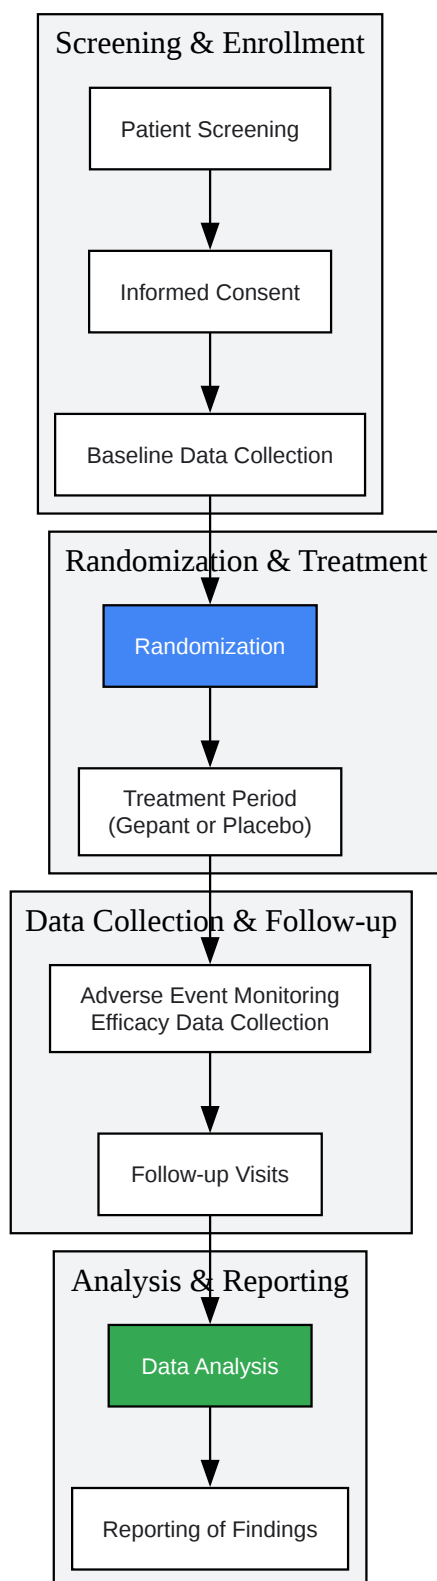 Screening & Enrollment
Patient Screening
Informed Consent
Baseline Data Collection
Randomization & Treatment
Randomization
Treatment Period
(Gepant or Placebo)
Data Collection & Follow-up
Adverse Event Monitoring
Efficacy Data Collection
Follow-up Visits
Analysis & Reporting
Data Analysis
Reporting of Findings